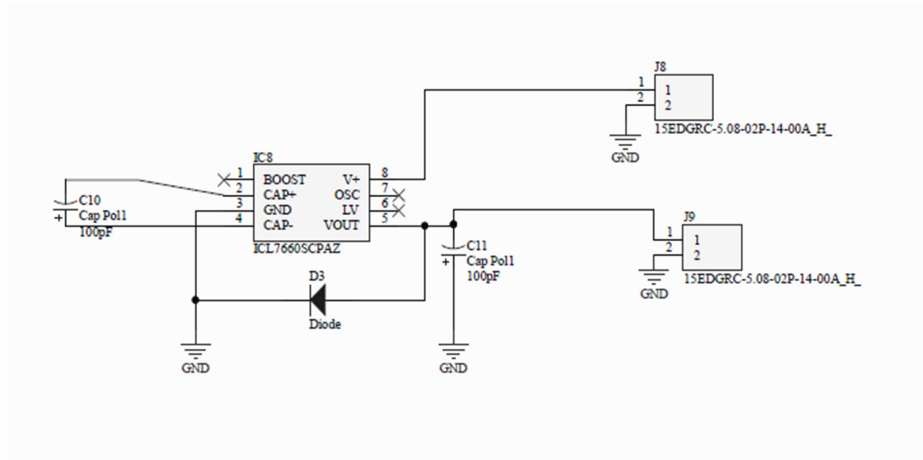 J8
1 1
2 2
15EDGRC-5.08-02P-14-00A_H_
GND
IC8
1 BOOST V+ 8
2 CAP+ OSC 7
3 GND LV 6
4 CAP- VOUT 5
ICL7660SCPAZ
C10
+ Cap Pol1
100pF
J9
1 1
2 2
15EDGRC-5.08-02P-14-00A_H_
GND
C11
+ Cap Pol1
100pF
D3
Diode
GND
GND